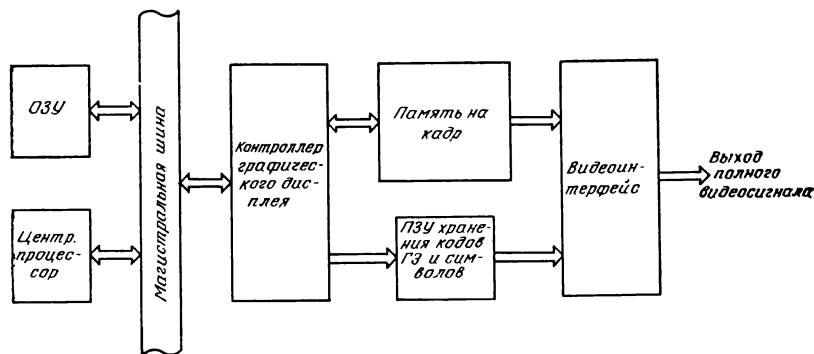 ОЗУ
Центр.
процес-
сор
Магистральная шина
Контроллер
графичес-
кого дис-
плея
Память на
кадр
ПЗУ хране-
ния кодов
ГЭ и сим-
волов
Видеоин-
терфейс
Выход
полного
видеосигнала